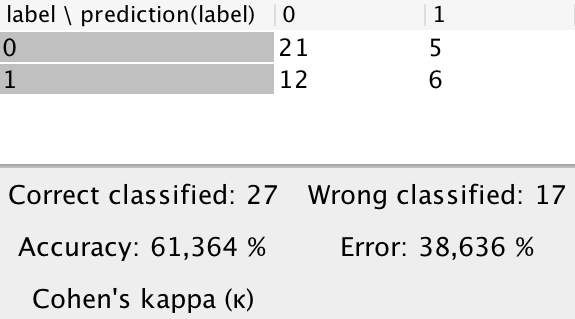 label \ prediction(label) 0 1
0 21 5
1 12 6
Correct classified: 27 Wrong classified: 17
Accuracy: 61,364 % Error: 38,636 %
Cohen's kappa (κ)